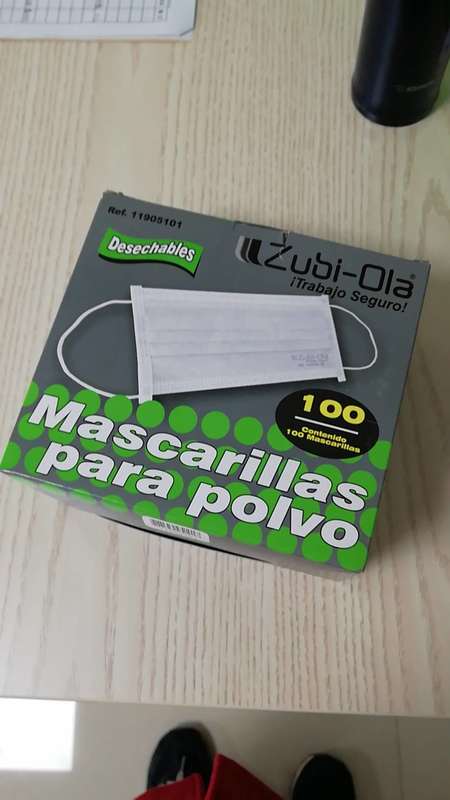 Ref. 11905101
Desechables
Zubi-Ola®
¡Trabajo Seguro!
100
Contenido
100 Mascarillas
Mascarillas
para polvo